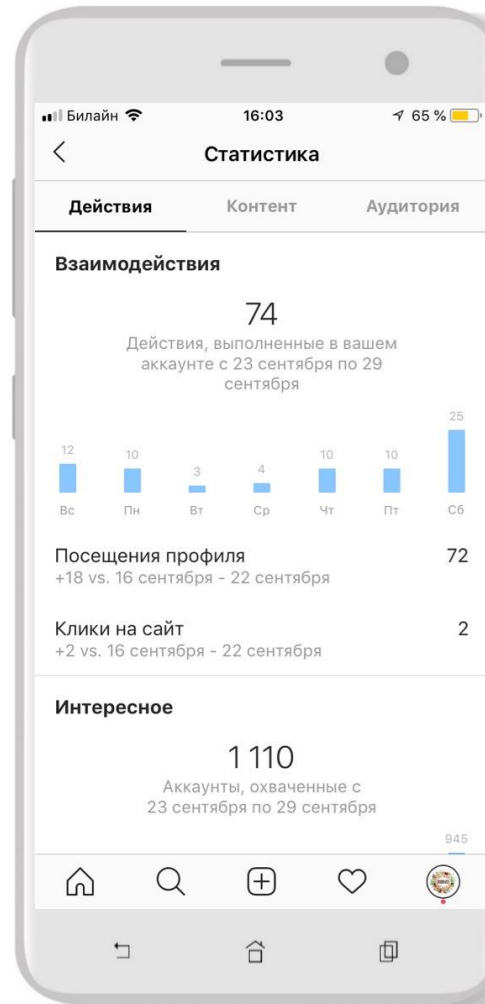 Билайн 16:03 65 %
Статистика
Действия Контент Аудитория
Взаимодействия
74
Действия, выполненные в вашем
аккаунте с 23 сентября по 29
сентября
25
12 10 3 4 10 10
Вс Пн Вт Ср Чт Пт Сб
Посещения профиля 72
+18 vs. 16 сентября - 22 сентября
Клики на сайт 2
+2 vs. 16 сентября - 22 сентября
Интересное
1 110
Аккаунты, охваченные с
23 сентября по 29 сентября
945